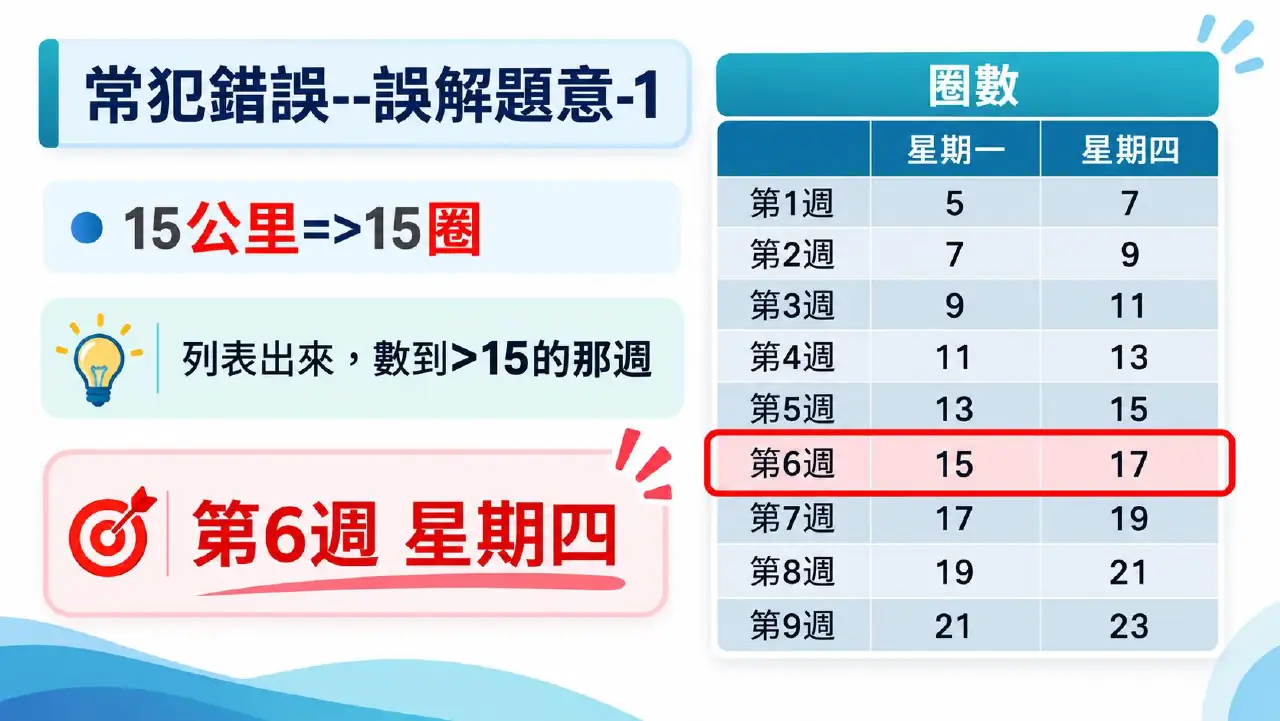 常犯錯誤--誤解題意-1
15公里=>15圈
列表出來,數到>15的那週
第6週 星期四
圈數
星期一 星期四
第1週 5 7
第2週 7 9
第3週 9 11
第4週 11 13
第5週 13 15
第6週 15 17
第7週 17 19
第8週 19 21
第9週 21 23